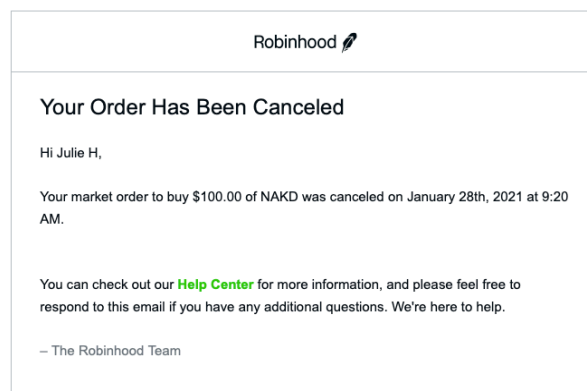 Robinhood
Your Order Has Been Canceled
Hi Julie H,
Your market order to buy $100.00 of NAKD was canceled on January 28th, 2021 at 9:20
AM.
You can check out our Help Center for more information, and please feel free to
respond to this email if you have any additional questions. We're here to help.
– The Robinhood Team